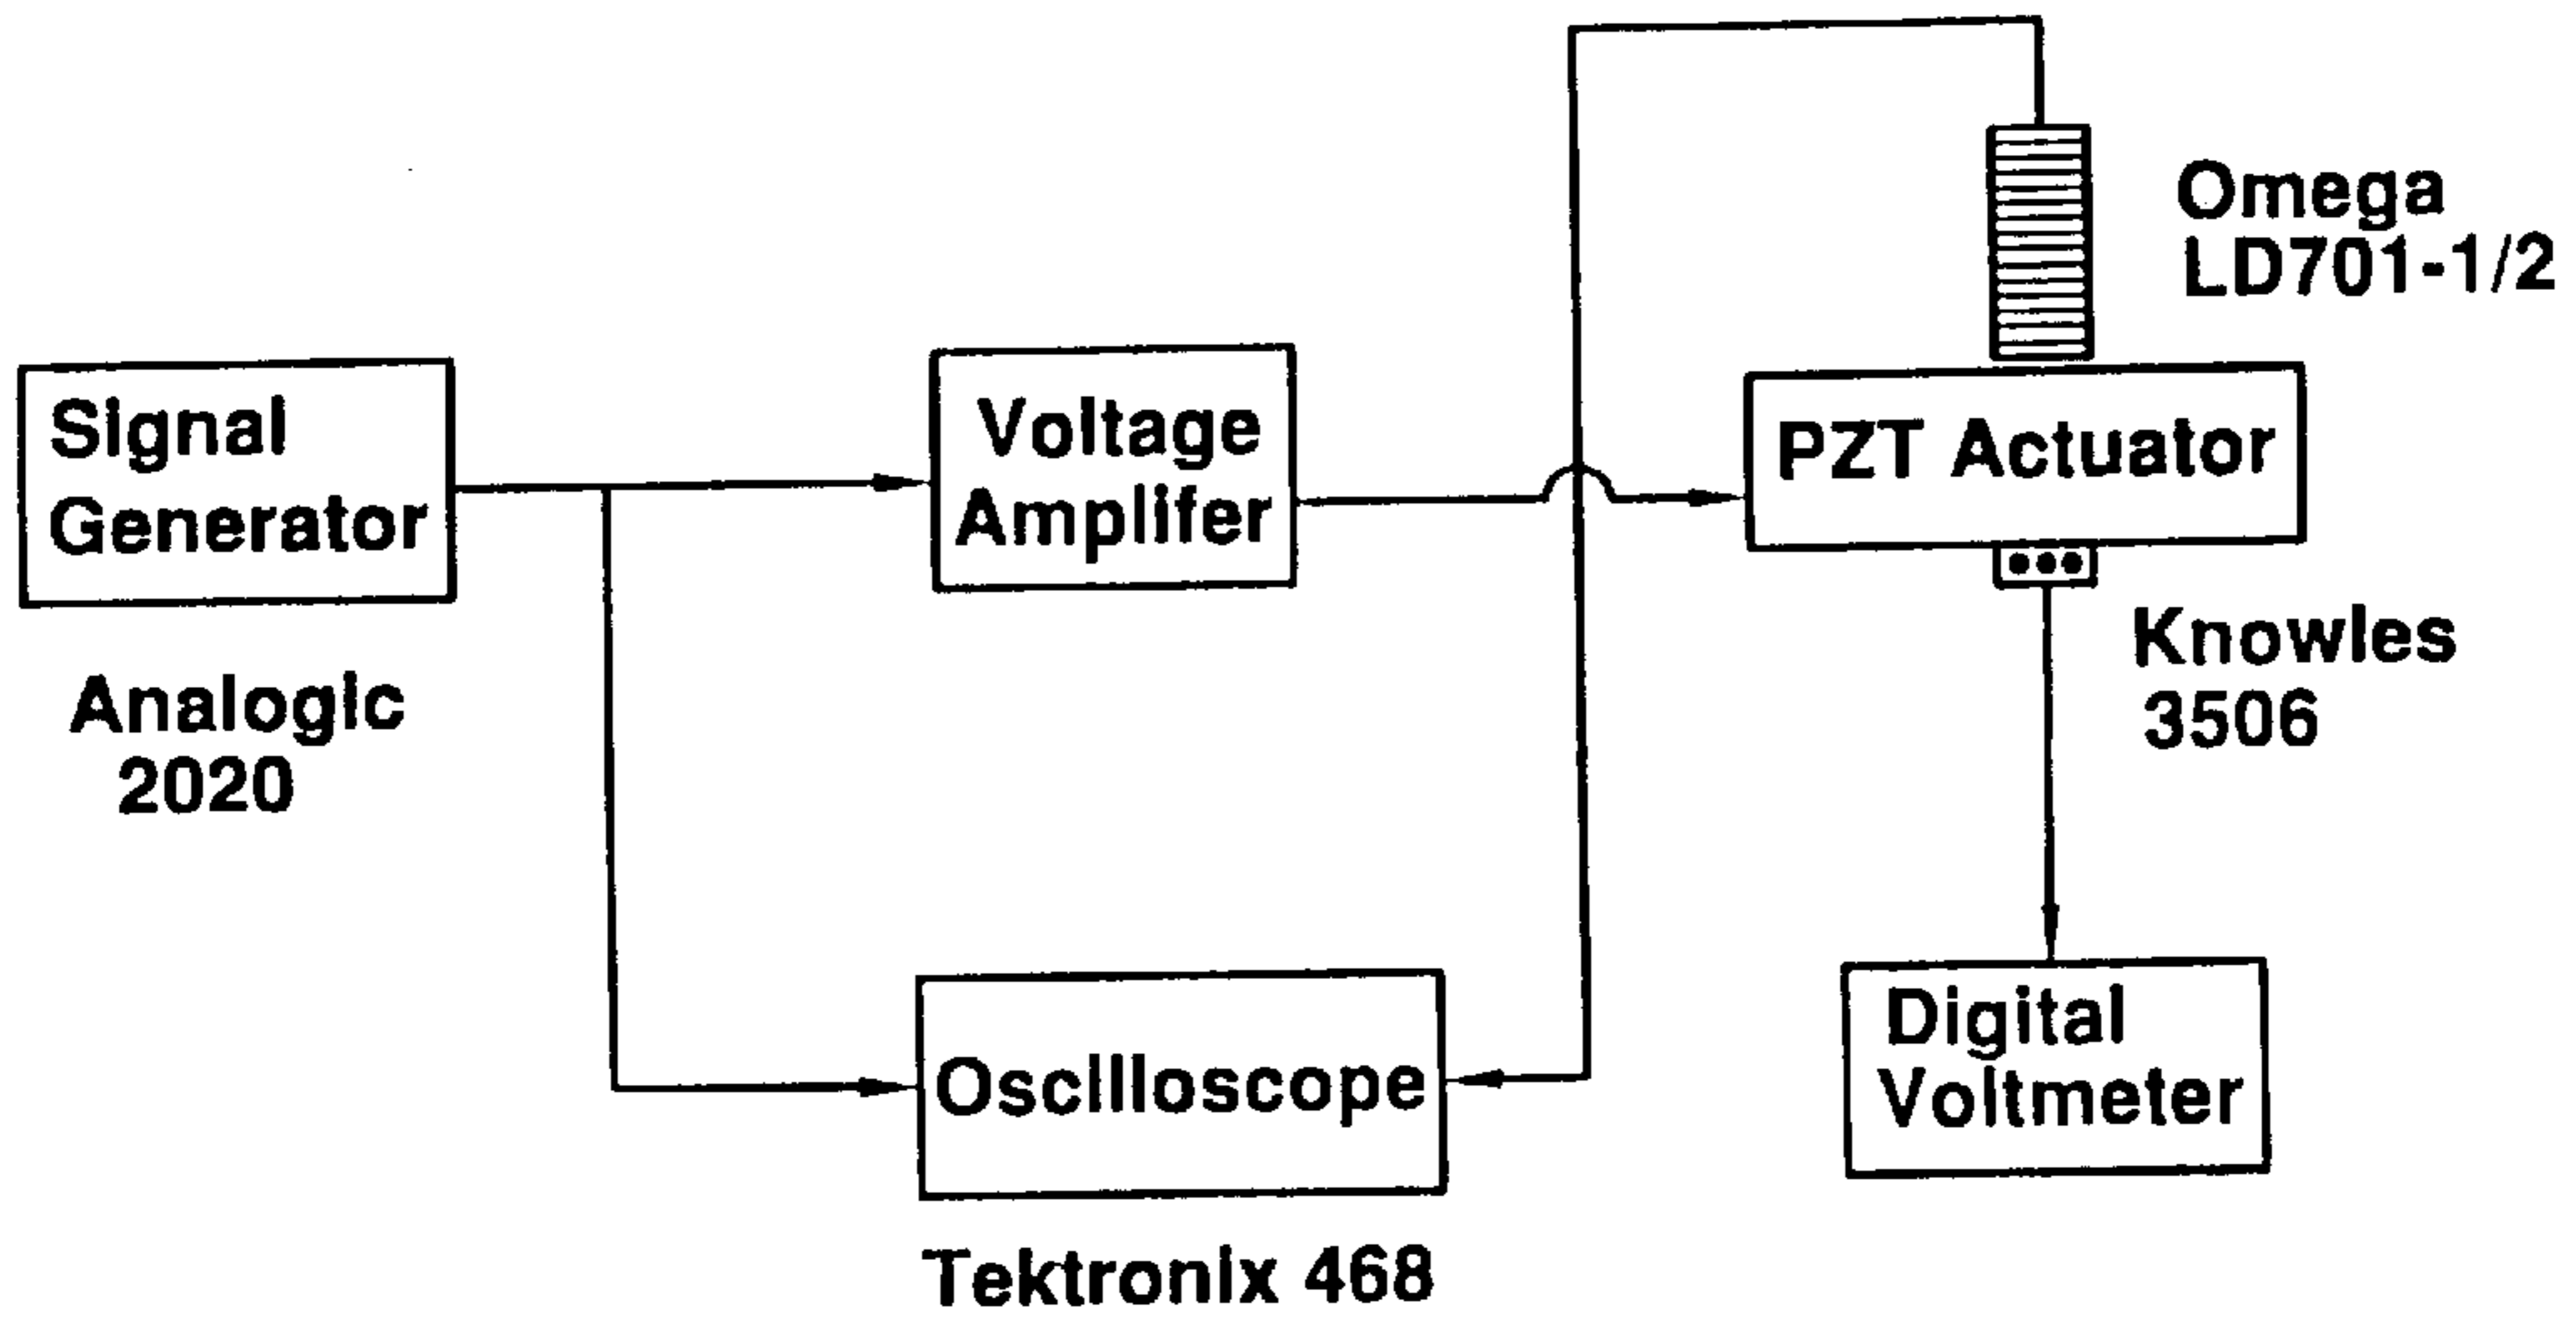 Omega
LD701-1/2
Signal
Generator
Voltage
Amplifer
PZT Actuator
Analogic
2020
Knowles
3506
Oscilloscope
Digital
Voltmeter
Tektronix 468